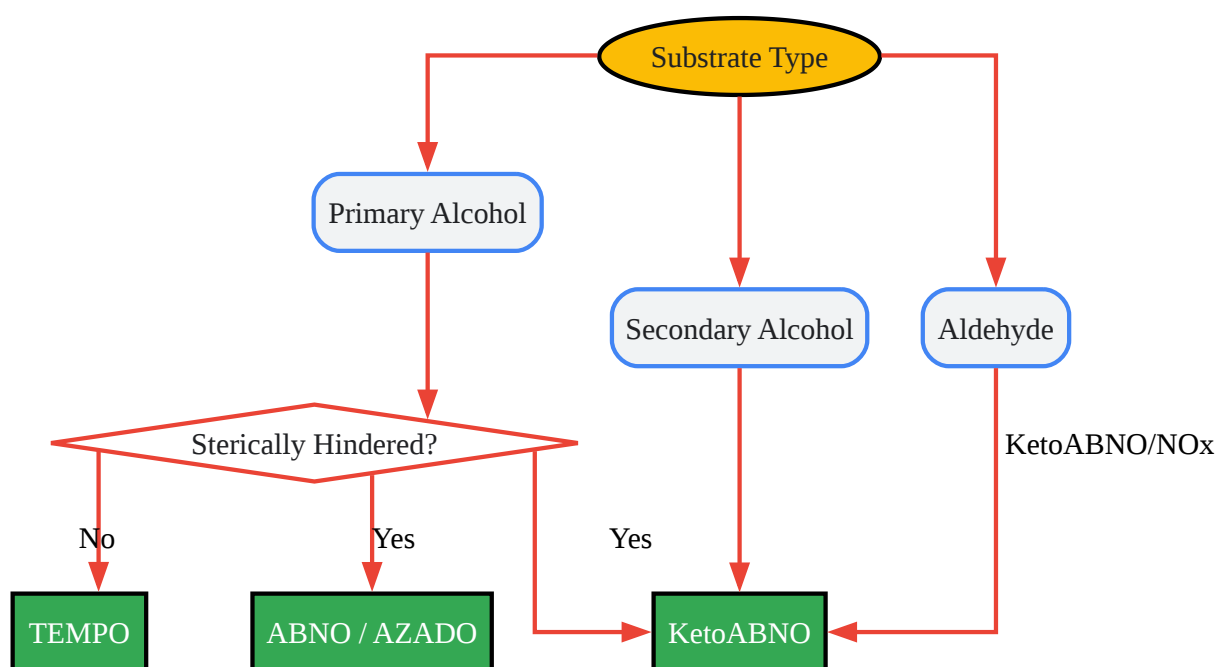 Substrate Type
Primary Alcohol
Secondary Alcohol
Aldehyde
Sterically Hindered?
KetoABNO/NOx
No
Yes
Yes
TEMPO
ABNO / AZADO
KetoABNO